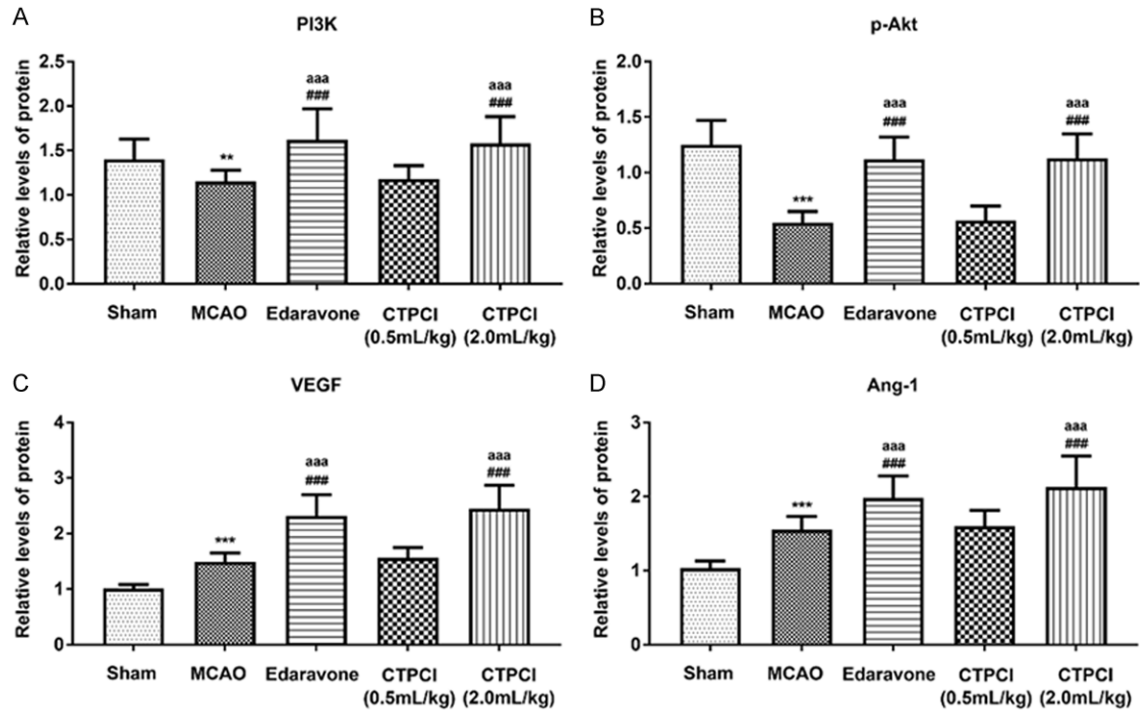 A
PI3K
Relative levels of protein
2.5
2.0
1.5
1.0
0.5
0.0
**
aaa
###
aaa
###
Sham
MCAO
Edaravone
CTPCI
(0.5mL/kg)
CTPCI
(2.0mL/kg)
B
p-Akt
Relative levels of protein
2.0
1.5
1.0
0.5
0.0
***
aaa
###
aaa
###
Sham
MCAO
Edaravone
CTPCI
(0.5mL/kg)
CTPCI
(2.0mL/kg)
C
VEGF
Relative levels of protein
4
3
2
1
0
***
aaa
###
aaa
###
Sham
MCAO
Edaravone
CTPCI
(0.5mL/kg)
CTPCI
(2.0mL/kg)
D
Ang-1
Relative levels of protein
3
2
1
0
***
aaa
###
aaa
###
Sham
MCAO
Edaravone
CTPCI
(0.5mL/kg)
CTPCI
(2.0mL/kg)